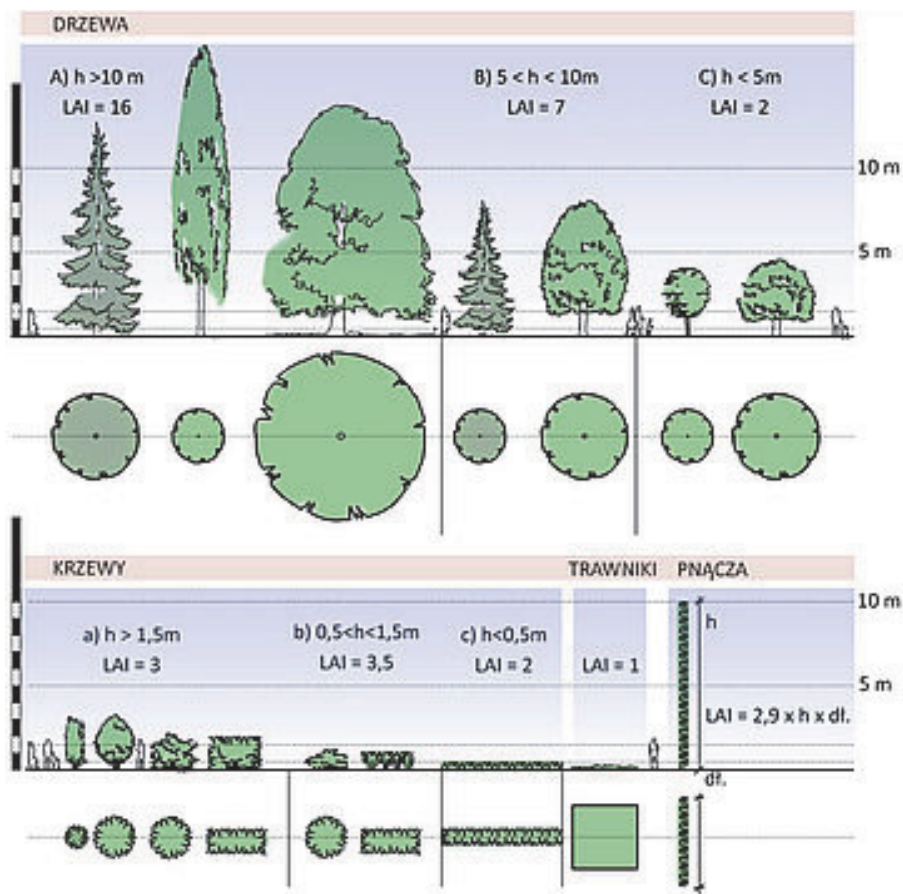 DRZEWA
A) h >10 m
LAI = 16
B) 5 < h < 10m
LAI = 7
C) h < 5m
LAI = 2
10 m
5 m
KRZEWY
TRAWNIKI
PNĄCZA
a) h > 1,5m
LAI = 3
b) 0,5<h<1,5m
LAI = 3,5
c) h<0,5m
LAI = 2
LAI = 1
h
10 m
5 m
LAI = 2,9 x h x dł.
dł.